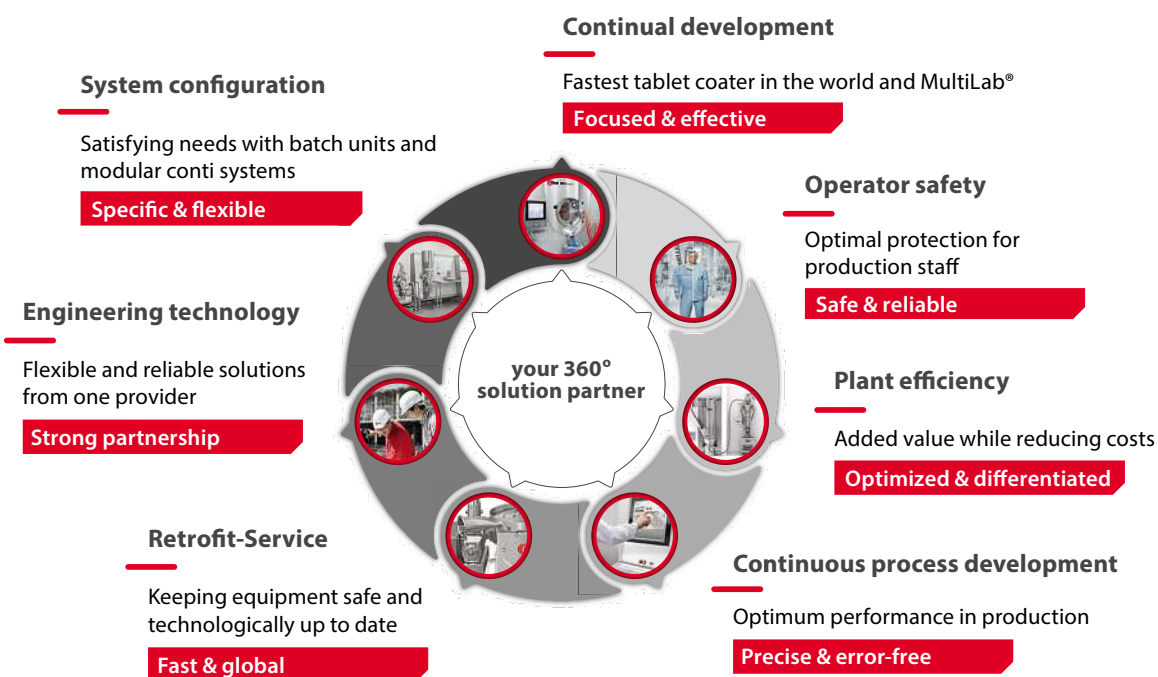 Continual development
Fastest tablet coater in the world and MultiLab®
Focused & effective
System configuration
Satisfying needs with batch units and
modular conti systems
Specific & flexible
Operator safety
Optimal protection for
production staff
Safe & reliable
Engineering technology
Flexible and reliable solutions
from one provider
Strong partnership
your 360°
solution partner
Plant efficiency
Added value while reducing costs
Optimized & differentiated
Retrofit-Service
Keeping equipment safe and
technologically up to date
Fast & global
Continuous process development
Optimum performance in production
Precise & error-free